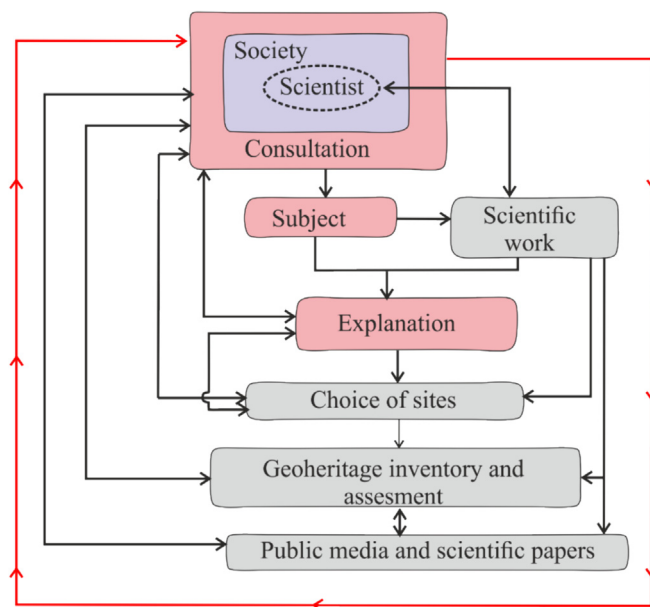 Society
Scientist
Consultation
Subject
Scientific
work
Explanation
Choice of sites
Geoheritage inventory and
assesment
Public media and scientific papers